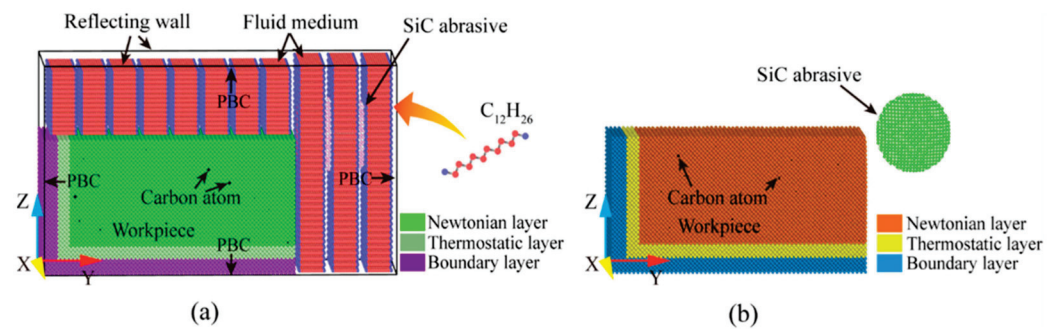 Reflecting wall
Fluid medium
SiC abrasive
PBC
C12H26
PBC
PBC
Carbon atom
Workpiece
PBC
Z
X
Y
Newtonian layer
Thermostatic layer
Boundary layer
(a)
SiC abrasive
Carbon atom
Workpiece
Z
X
Y
Newtonian layer
Thermostatic layer
Boundary layer
(b)